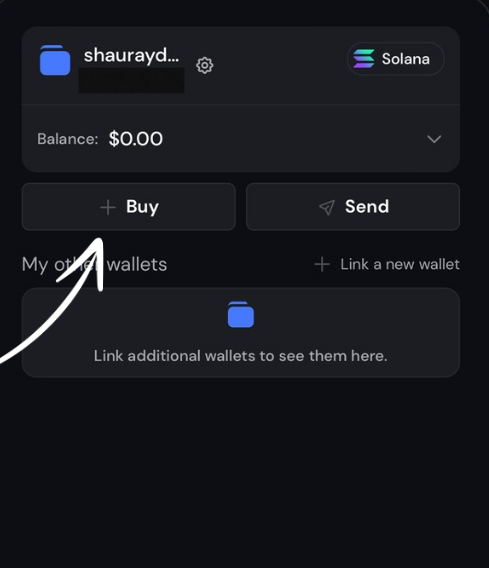 shaurayd...
Solana
Balance: $0.00
Buy
Send
My other wallets
Link a new wallet
Link additional wallets to see them here.